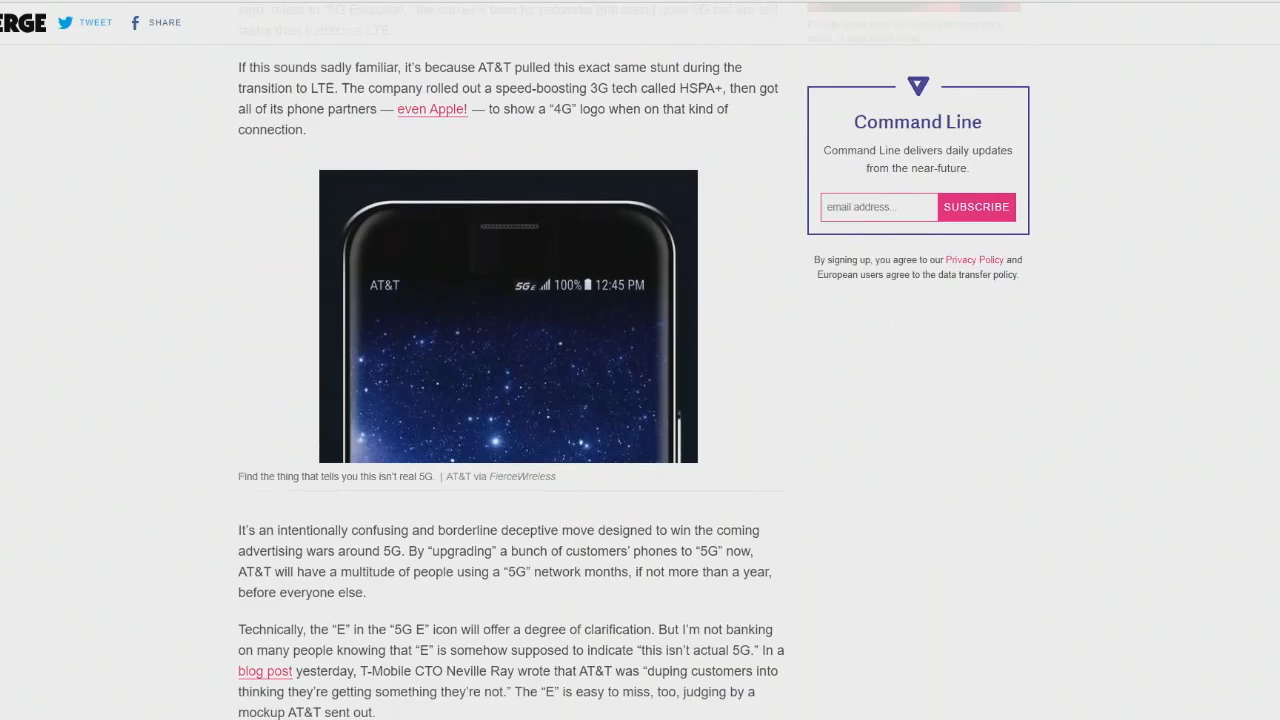 ERGE TWEET SHARE
If this sounds sadly familiar, it’s because AT&T pulled this exact same stunt during the
transition to LTE. The company rolled out a speed-boosting 3G tech called HSPA+, then got
all of its phone partners — even Apple! — to show a “4G” logo when on that kind of
connection.
AT&T 5G E 100% 12:45 PM
Find the thing that tells you this isn’t real 5G. | AT&T via FierceWireless
It’s an intentionally confusing and borderline deceptive move designed to win the coming
advertising wars around 5G. By “upgrading” a bunch of customers’ phones to “5G” now,
AT&T will have a multitude of people using a “5G” network months, if not more than a year,
before everyone else.
Technically, the “E” in the “5G E” icon will offer a degree of clarification. But I’m not banking
on many people knowing that “E” is somehow supposed to indicate “this isn’t actual 5G.” In a
blog post yesterday, T-Mobile CTO Neville Ray wrote that AT&T was “duping customers into
thinking they’re getting something they’re not.” The “E” is easy to miss, too, judging by a
mockup AT&T sent out.
Command Line
Command Line delivers daily updates
from the near-future.
email address... SUBSCRIBE
By signing up, you agree to our Privacy Policy and
European users agree to the data transfer policy.